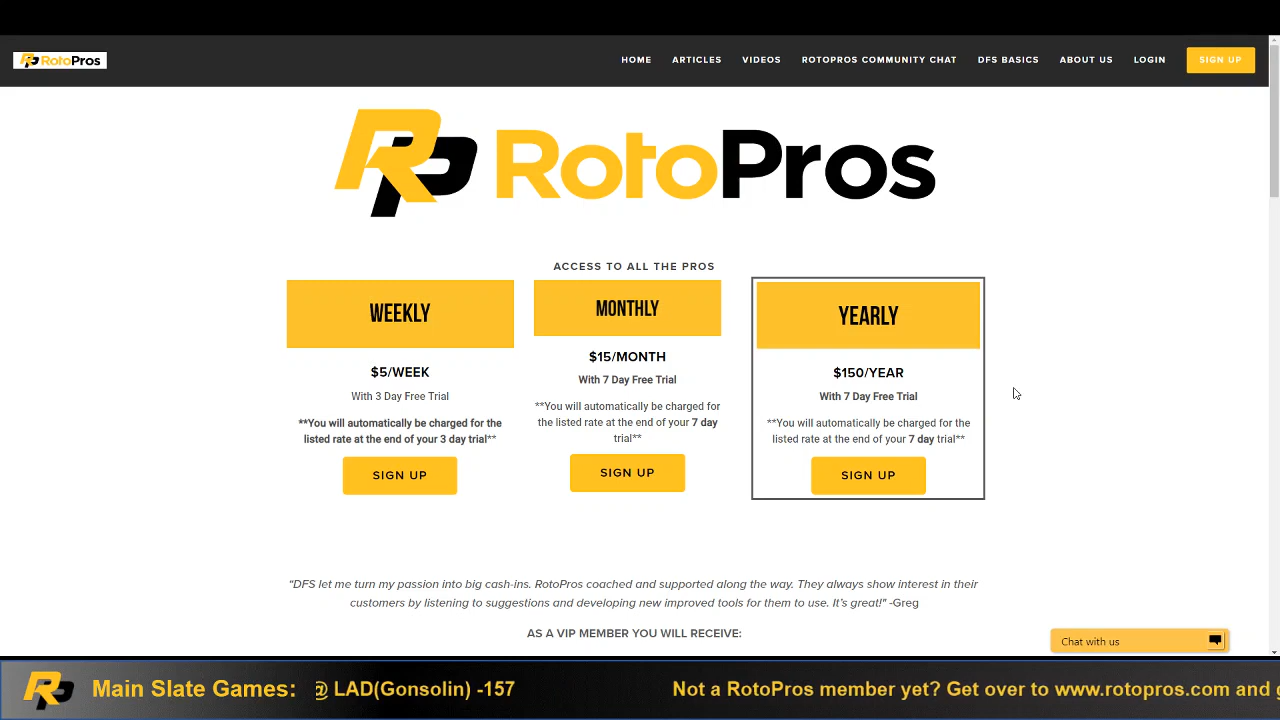 RP RotoPros
HOME ARTICLES VIDEOS ROTOPROS COMMUNITY CHAT DFS BASICS ABOUT US LOGIN SIGN UP
RP RotoPros
ACCESS TO ALL THE PROS
WEEKLY
$5/WEEK
With 3 Day Free Trial
**You will automatically be charged for the
listed rate at the end of your 3 day trial**
SIGN UP
MONTHLY
$15/MONTH
With 7 Day Free Trial
**You will automatically be charged for
the listed rate at the end of your 7 day
trial**
SIGN UP
YEARLY
$150/YEAR
With 7 Day Free Trial
**You will automatically be charged for the
listed rate at the end of your 7 day trial**
SIGN UP
“DFS let me turn my passion into big cash-ins. RotoPros coached and supported along the way. They always show interest in their
customers by listening to suggestions and developing new improved tools for them to use. It’s great!" -Greg
AS A VIP MEMBER YOU WILL RECEIVE:
Chat with us
RP Main Slate Games: @ LAD(Gonsolin) -157 Not a RotoPros member yet? Get over to www.rotopros.com and